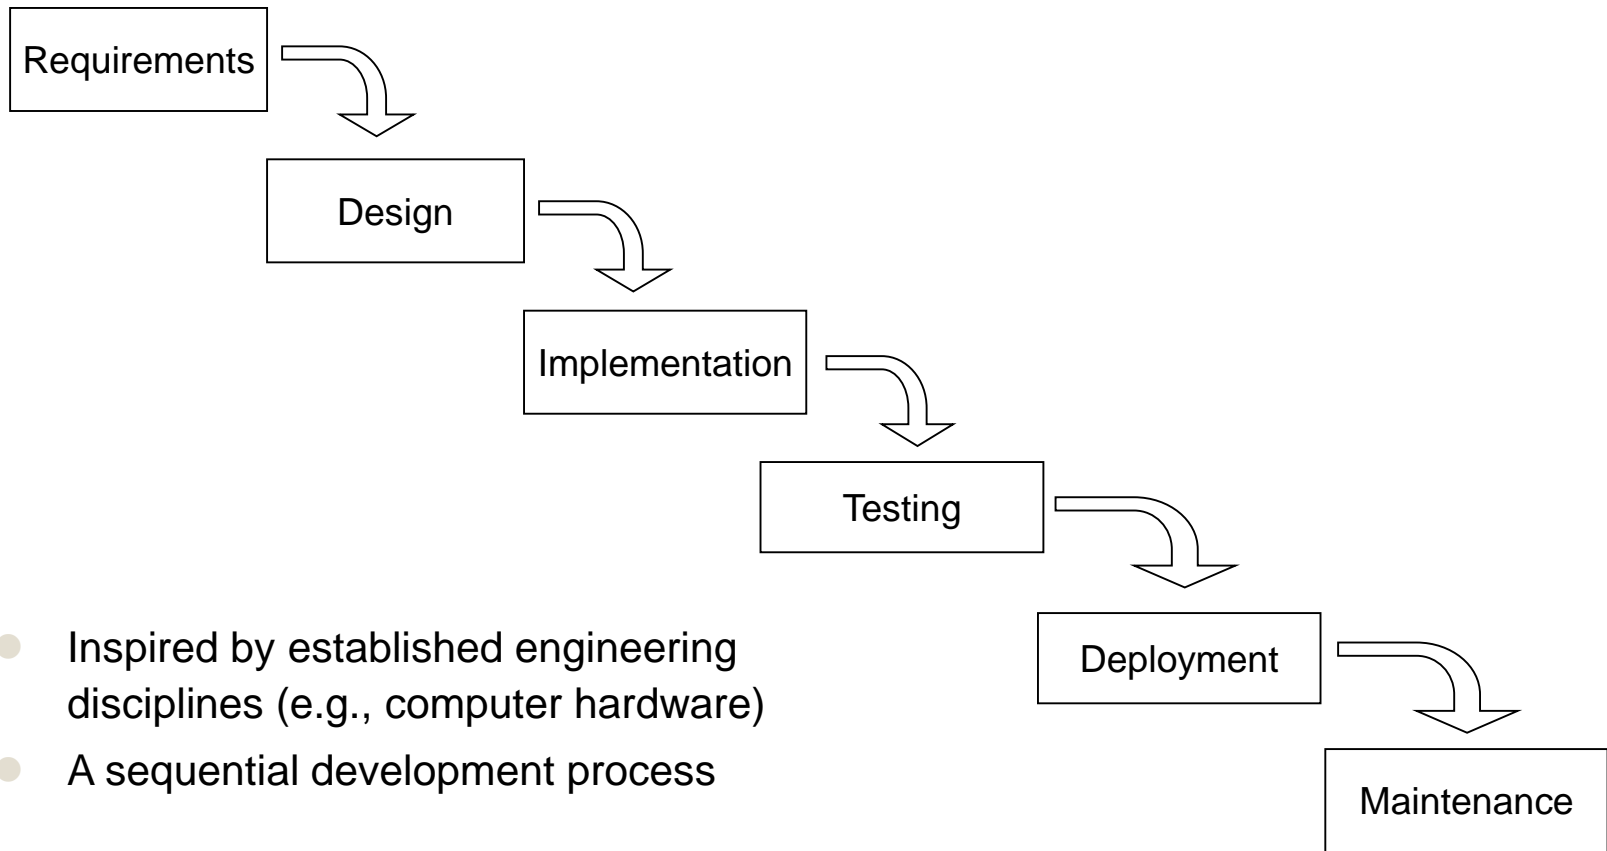 Requirements
Design
Implementation
Testing
Deployment
Maintenance
Inspired by established engineering
disciplines (e.g., computer hardware)
A sequential development process